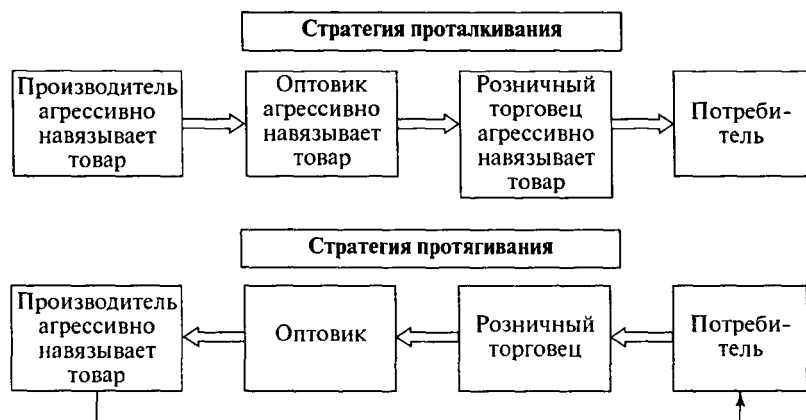 Стратегия проталкивания
Производитель
агрессивно
навязывает
товар
Оптовик
агрессивно
навязывает
товар
Розничный
торговец
агрессивно
навязывает
товар
Потреби-
тель
Стратегия протягивания
Производитель
агрессивно
навязывает
товар
Оптовик
Розничный
торговец
Потреби-
тель